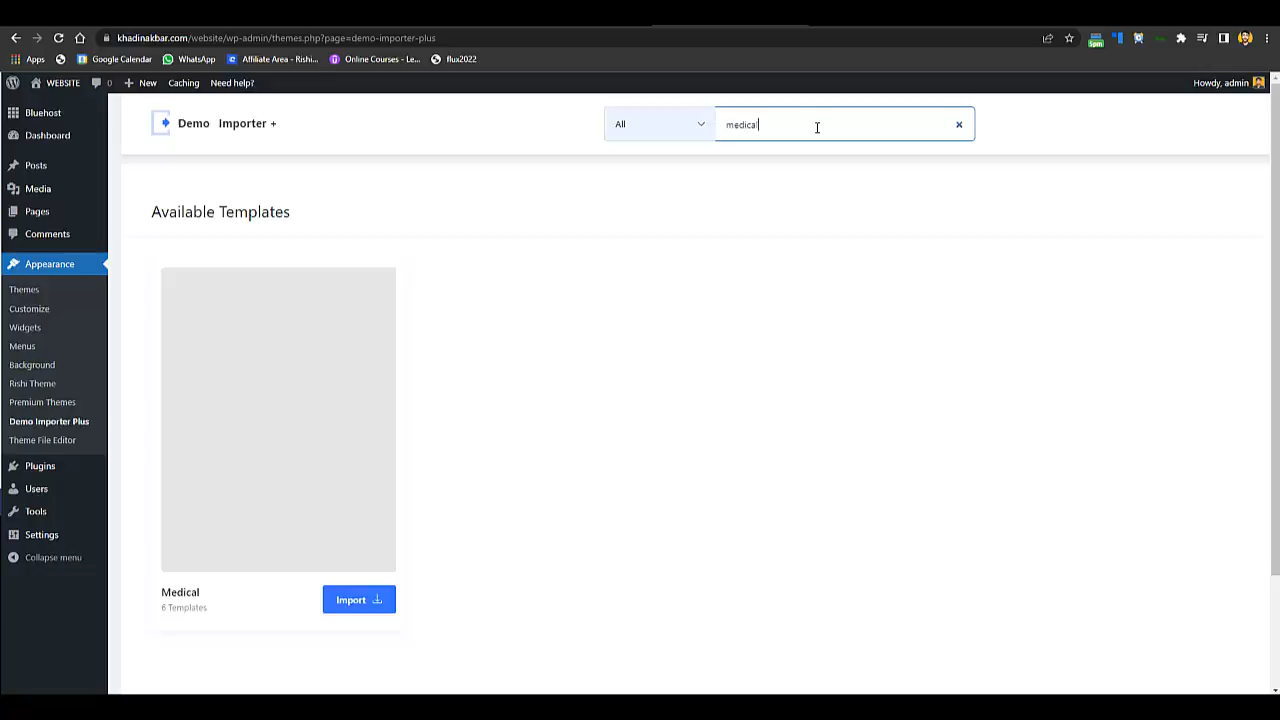 khadinakbar.com/website/wp-admin/themes.php?page=demo-importer-plus
Apps Google Calendar WhatsApp Affiliate Area - Rishi... Online Courses - Le... flux2022
5pm
WEBSITE 0 New Caching Need help? Howdy, admin
Bluehost
Dashboard
Posts
Media
Pages
Comments
Appearance
Themes
Customize
Widgets
Menus
Background
Rishi Theme
Premium Themes
Demo Importer Plus
Theme File Editor
Plugins
Users
Tools
Settings
Collapse menu
Demo Importer +
All
medical
Available Templates
Medical
6 Templates
Import